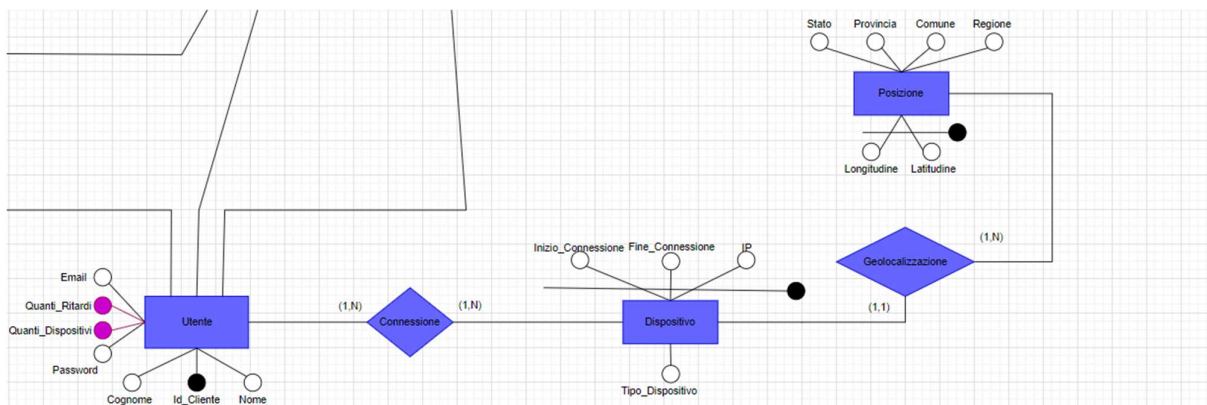 Stato
Provincia
Comune
Regione
Posizione
Longitudine
Latitudine
Inizio_Connessione
Fine_Connessione
IP
(1,N)
Geolocalizzazione
Email
Quanti_Ritardi
Utente
(1,N)
Connessione
(1,N)
Dispositivo
(1,1)
Quanti_Dispositivi
Password
Cognome
Id_Cliente
Nome
Tipo_Dispositivo